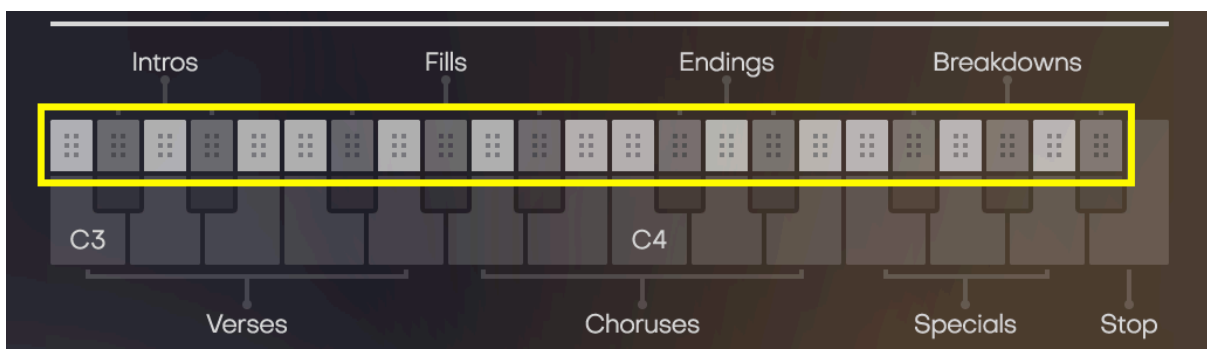 Intros Fills Endings Breakdowns
C3 C4
Verses Choruses Specials Stop